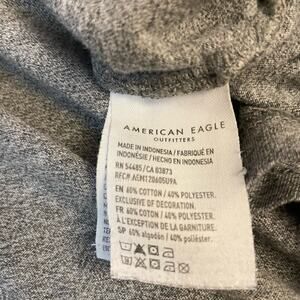 AMERICAN EAGLE
OUTFITTERS
MADE IN INDONESIA / FABRIQUÉ EN
INDONÉSIE / HECHO EN INDONESIA
RN 54485/CA 03873
RFC# AEMT20605U9A
EN 60% COTTON / 40% POLYESTER.
EXCLUSIVE OF DECORATION.
FR 60% COTON / 40% POLYESTER.
À L'EXCEPTION DE LA GARNITURE.
SP 60% algodón / 40% poliéster.